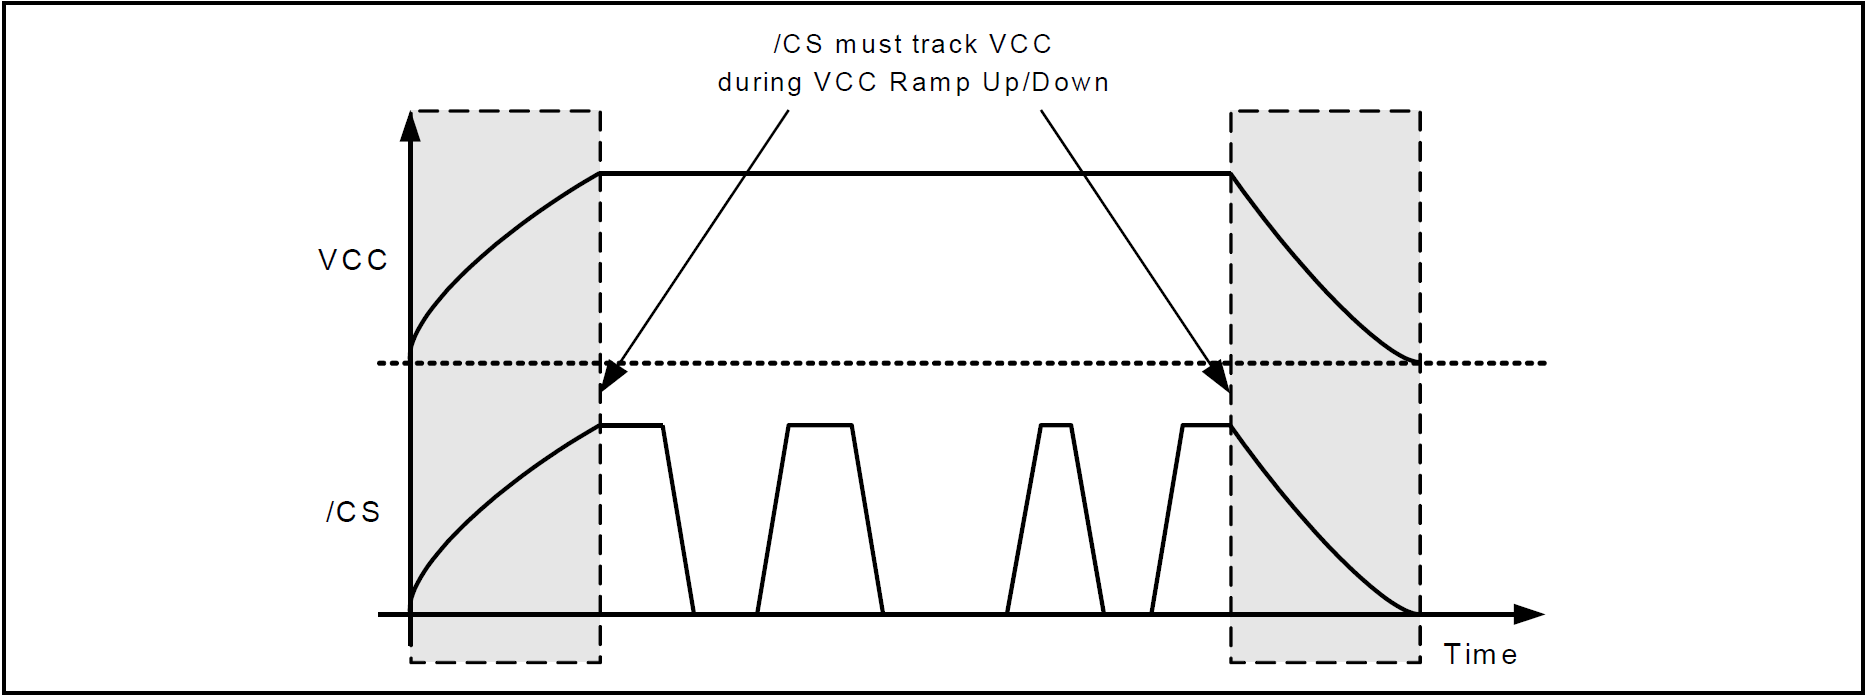 /CS must track VCC
during VCC Ramp Up/Down
VCC
/CS
Time